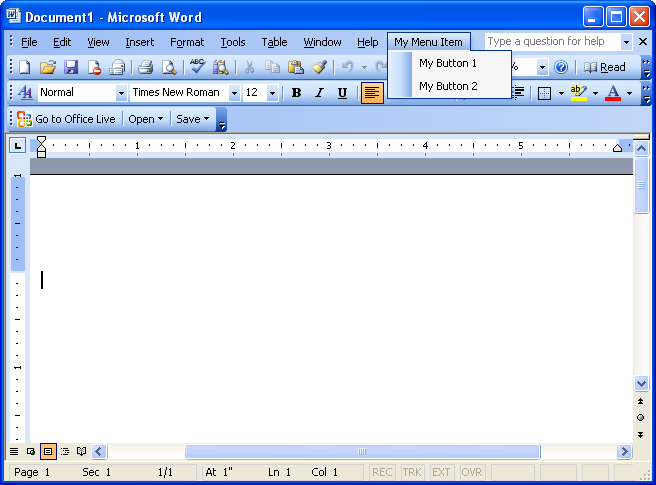 Document1 - Microsoft Word
File Edit View Insert Format Tools Table Window Help My Menu Item Type a question for help
My Button 1
% Read
My Button 2
Normal Times New Roman 12 B I U
Go to Office Live Open Save
1 2 3 4 5
1
1
Page 1 Sec 1 1/1 At 1" Ln 1 Col 1 REC TRK EXT OVR